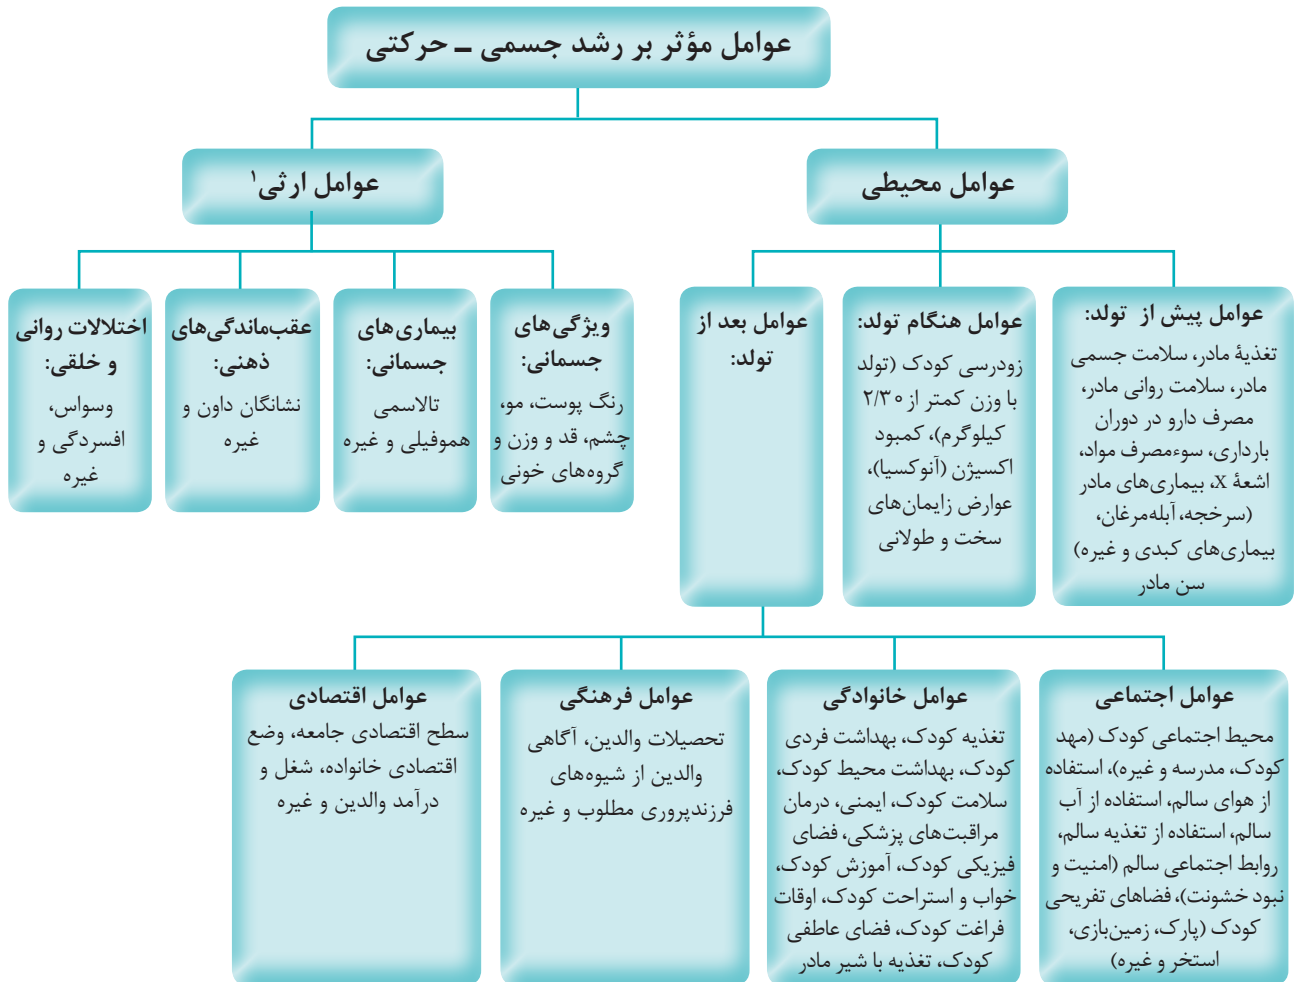 عوامل مؤثر بر رشد جسمی ـ حرکتی
عوامل محیطی
عوامل ارثی۱
عوامل پیش از تولد:
تغذیۀ مادر، سلامت جسمی
مادر، سلامت روانی مادر،
مصرف دارو در دوران
بارداری، سوءمصرف مواد،
اشعۀ X، بیماری‌های مادر
(سرخجه، آبله‌مرغان،
بیماری‌های کبدی و غیره)
سن مادر
عوامل هنگام تولد:
زودرسی کودک (تولد
با وزن کمتر از ۲/۳۰
کیلوگرم)، کمبود
اکسیژن (آنوکسیا)،
عوارض زایمان‌های
سخت و طولانی
عوامل بعد از
تولد:
ویژگی‌های
جسمانی:
رنگ پوست، مو،
چشم، قد و وزن و
گروه‌های خونی
بیماری‌های
جسمانی:
تالاسمی
هموفیلی و غیره
عقب‌ماندگی‌های
ذهنی:
نشانگان داون و
غیره
اختلالات روانی
و خلقی:
وسواس،
افسردگی و
غیره
عوامل اجتماعی
محیط اجتماعی کودک (مهد
کودک، مدرسه و غیره)، استفاده
از هوای سالم، استفاده از آب
سالم، استفاده از تغذیه سالم،
روابط اجتماعی سالم (امنیت و
نبود خشونت)، فضاهای تفریحی
کودک (پارک، زمین‌بازی،
استخر و غیره)
عوامل خانوادگی
تغذیه کودک، بهداشت فردی
کودک، بهداشت محیط کودک،
سلامت کودک، ایمنی، درمان
مراقبت‌های پزشکی، فضای
فیزیکی کودک، آموزش کودک،
خواب و استراحت کودک، اوقات
فراغت کودک، فضای عاطفی
کودک، تغذیه با شیر مادر
عوامل فرهنگی
تحصیلات والدین، آگاهی
والدین از شیوه‌های
فرزندپروری مطلوب و غیره
عوامل اقتصادی
سطح اقتصادی جامعه، وضع
اقتصادی خانواده، شغل و
درآمد والدین و غیره